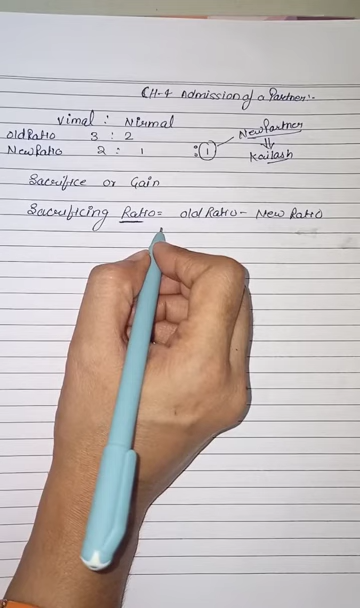 CH-4 Admission of a Partner:-
Vimal : Nirmal
Old Ratio 3 : 2
New Ratio 2 : 1 : 1 New Partner
⇓
Kailash
Sacrifice or Gain
Sacrificing Ratio = Old Ratio - New Ratio